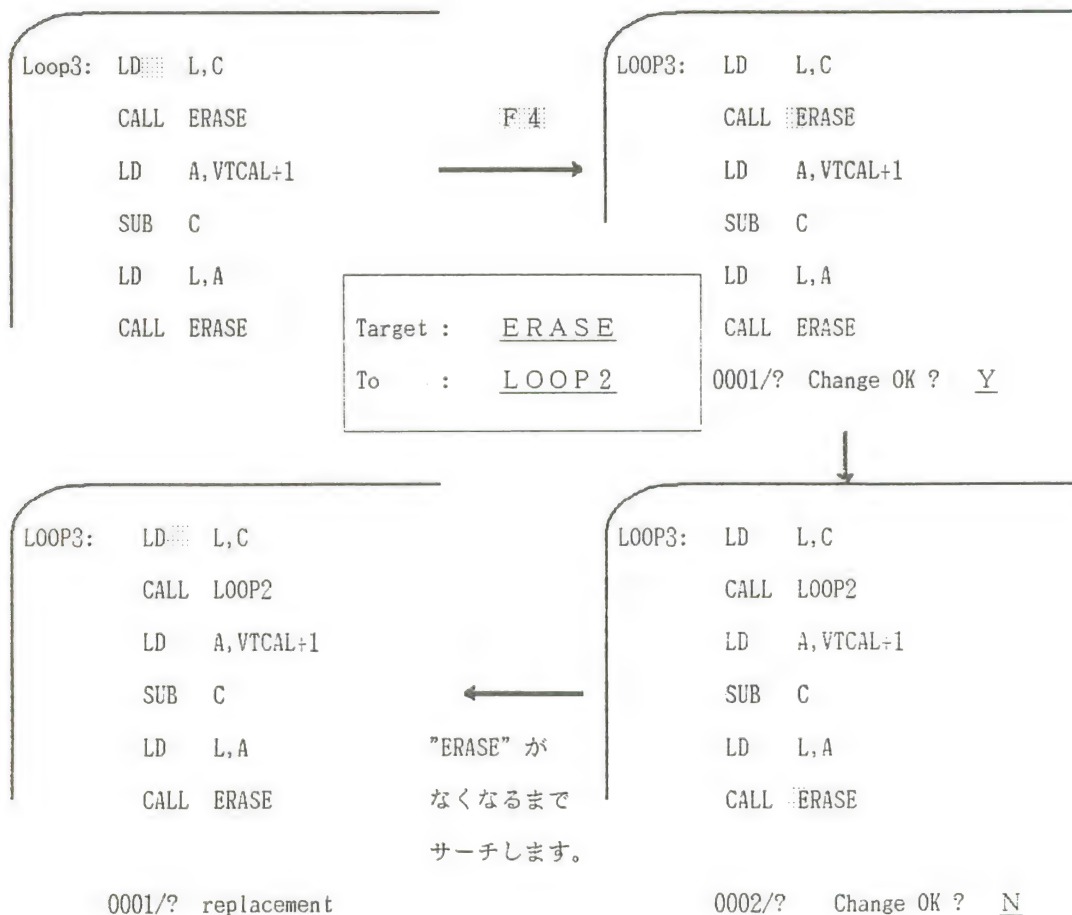 Loop3: LD L,C
CALL ERASE
LD A,VTCAL+1
SUB C
LD L,A
CALL ERASE
F4
LOOP3: LD L,C
CALL ERASE
LD A,VTCAL+1
SUB C
LD L,A
CALL ERASE
0001/? Change OK ? Y
Target : ERASE
To : LOOP2
LOOP3: LD L,C
CALL LOOP2
LD A,VTCAL+1
SUB C
LD L,A
CALL ERASE
0002/? Change OK ? N
"ERASE" が
なくなるまで
サーチします。
LOOP3: LD L,C
CALL LOOP2
LD A,VTCAL+1
SUB C
LD L,A
CALL ERASE
0001/? replacement